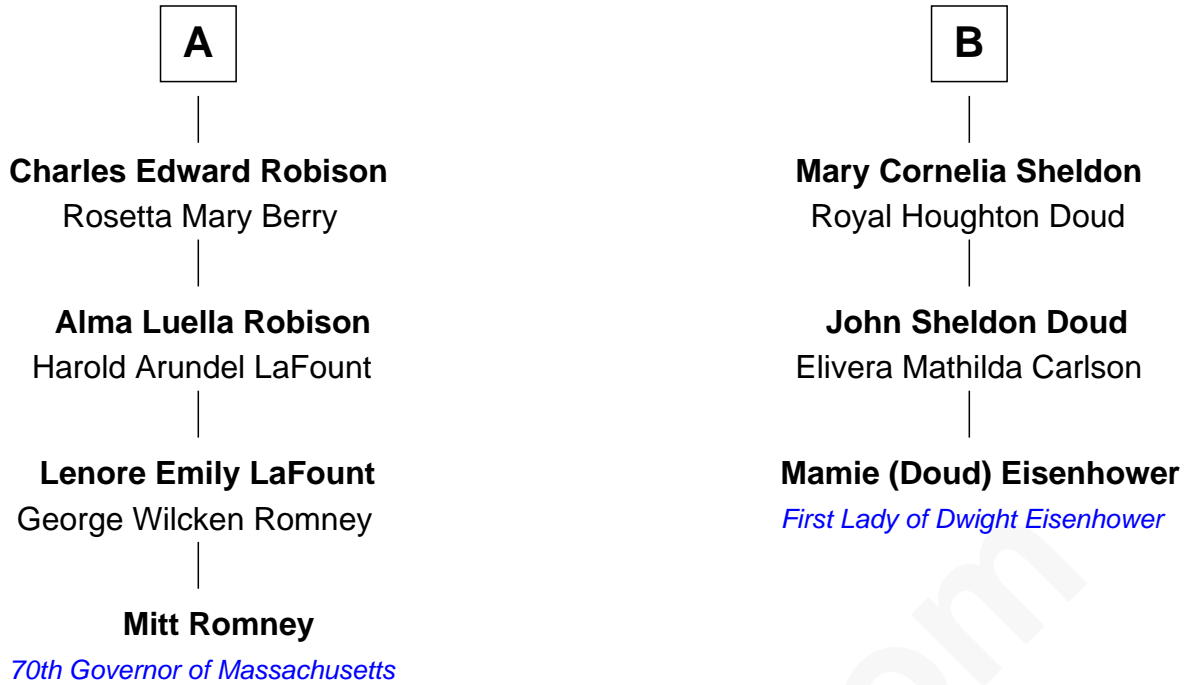 A
Charles Edward Robison
Rosetta Mary Berry
Alma Luella Robison
Harold Arundel LaFount
Lenore Emily LaFount
George Wilcken Romney
Mitt Romney
70th Governor of Massachusetts
B
Mary Cornelia Sheldon
Royal Houghton Doud
John Sheldon Doud
Elivera Mathilda Carlson
Mamie (Doud) Eisenhower
First Lady of Dwight Eisenhower
om